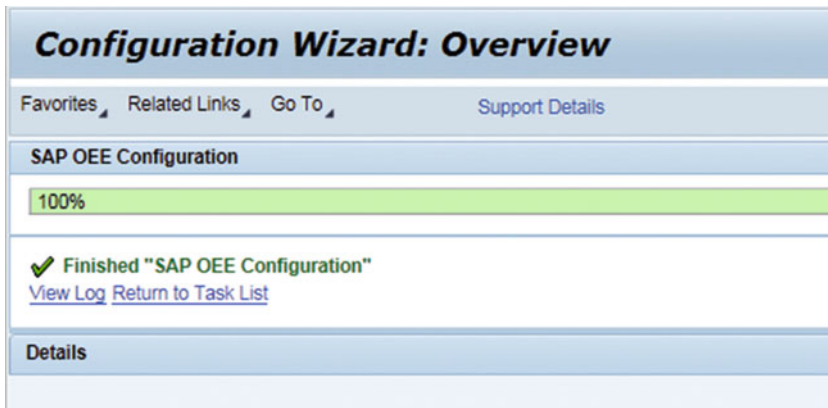 Configuration Wizard: Overview
Favorites Related Links Go To Support Details
SAP OEE Configuration
100%
Finished "SAP OEE Configuration"
View Log Return to Task List
Details